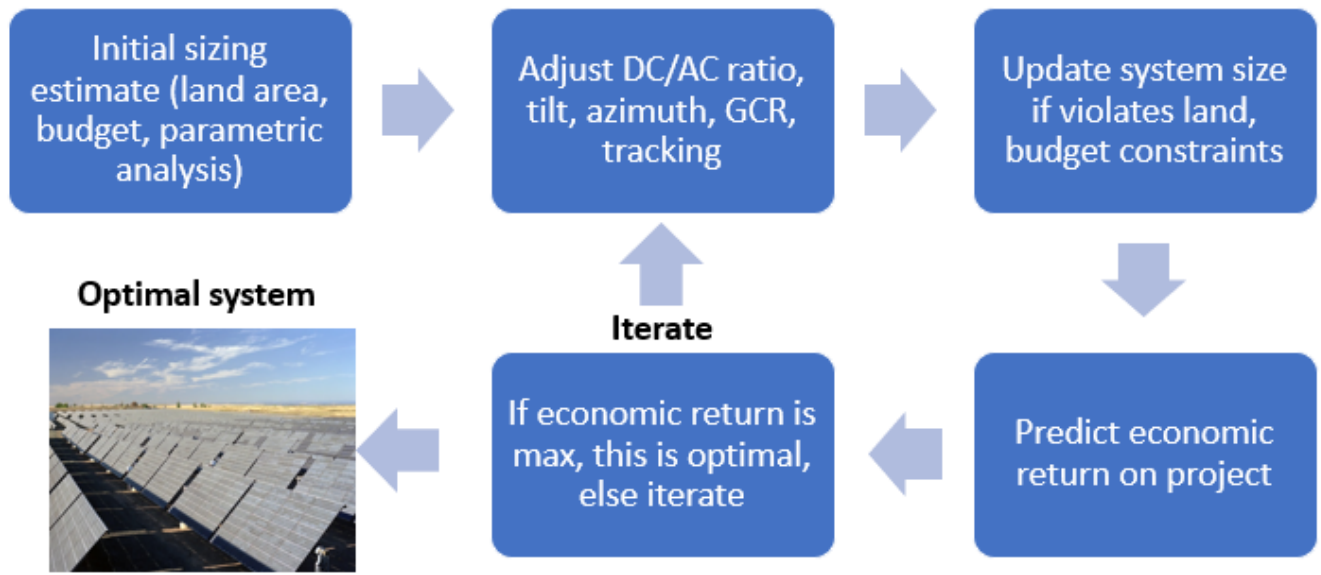 Initial sizing
estimate (land area,
budget, parametric
analysis)
Adjust DC/AC ratio,
tilt, azimuth, GCR,
tracking
Update system size
if violates land,
budget constraints
Predict economic
return on project
Iterate
If economic return is
max, this is optimal,
else iterate
Optimal system